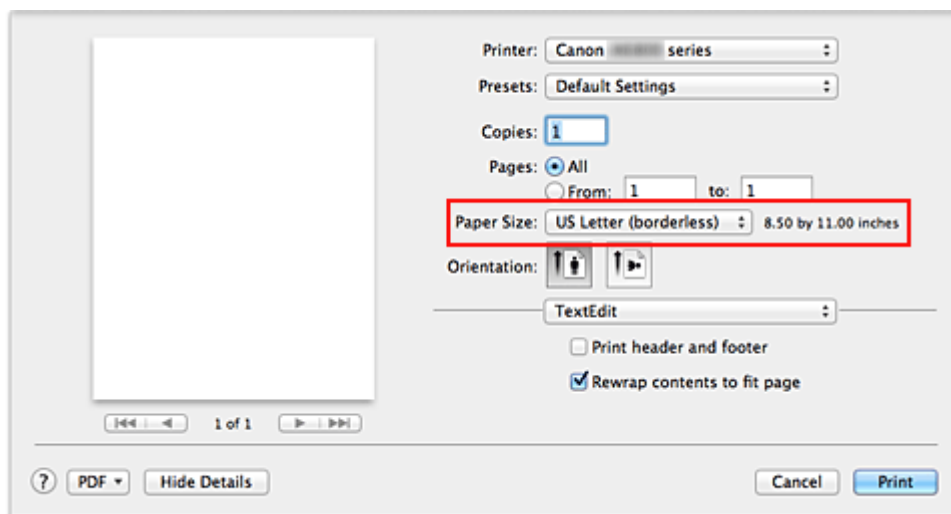 Printer: Canon series
Presets: Default Settings
Copies: 1
Pages: All
From: 1 to: 1
Paper Size: US Letter (borderless) 8.50 by 11.00 inches
Orientation:
TextEdit
Print header and footer
Rewrap contents to fit page
1 of 1
? PDF Hide Details Cancel Print